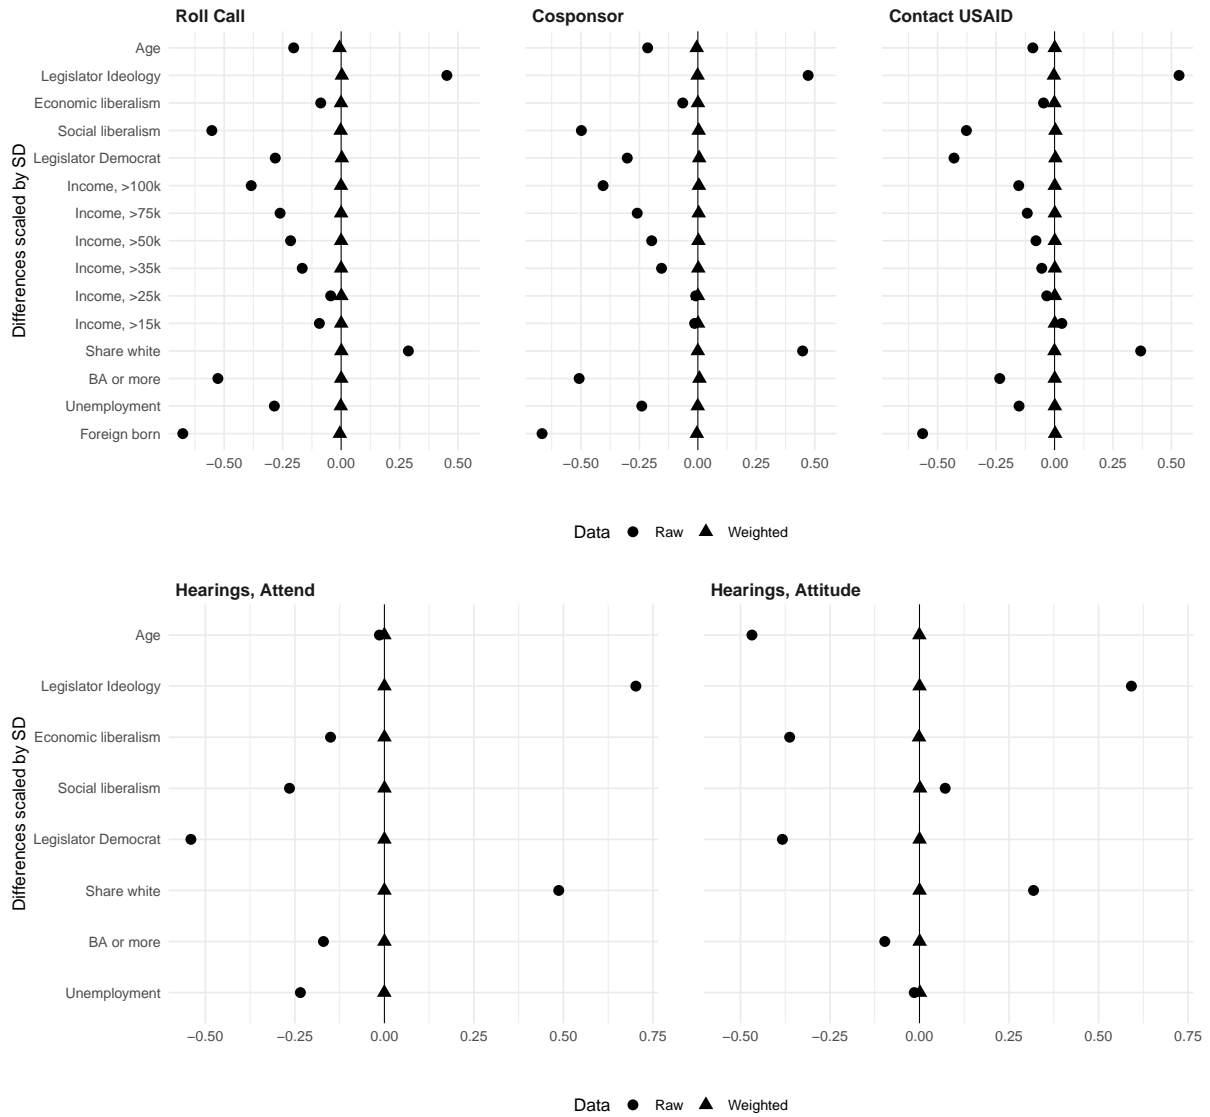 Roll Call Cosponsor Contact USAID
Differences scaled by SD
Age
Legislator Ideology
Economic liberalism
Social liberalism
Legislator Democrat
Income, >100k
Income, >75k
Income, >50k
Income, >35k
Income, >25k
Income, >15k
Share white
BA or more
Unemployment
Foreign born
−0.50 −0.25 0.00 0.25 0.50 −0.50 −0.25 0.00 0.25 0.50 −0.50 −0.25 0.00 0.25 0.50
Data Raw Weighted
Hearings, Attend Hearings, Attitude
Differences scaled by SD
Age
Legislator Ideology
Economic liberalism
Social liberalism
Legislator Democrat
Share white
BA or more
Unemployment
−0.50 −0.25 0.00 0.25 0.50 0.75 −0.50 −0.25 0.00 0.25 0.50 0.75
Data Raw Weighted